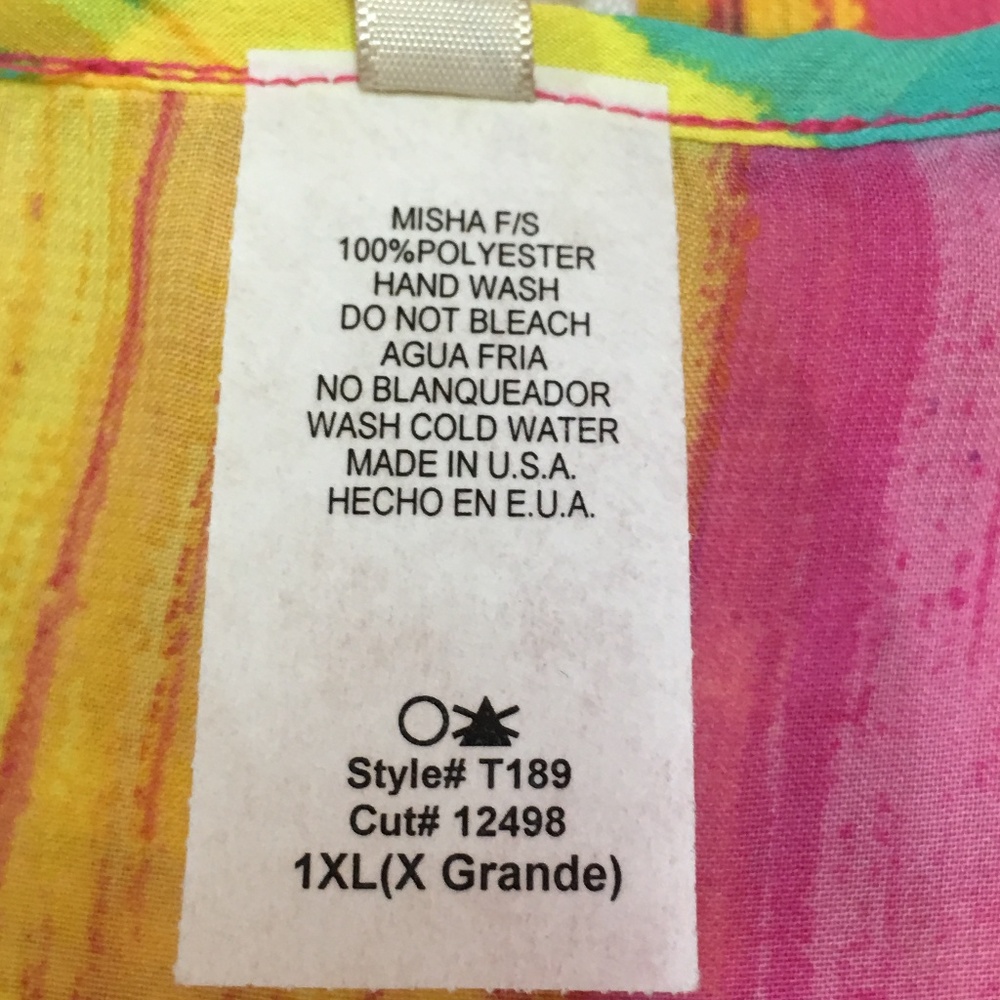 MISHA F/S
100%POLYESTER
HAND WASH
DO NOT BLEACH
AGUA FRIA
NO BLANQUEADOR
WASH COLD WATER
MADE IN U.S.A.
HECHO EN E.U.A.
Style# T189
Cut# 12498
1XL(X Grande)